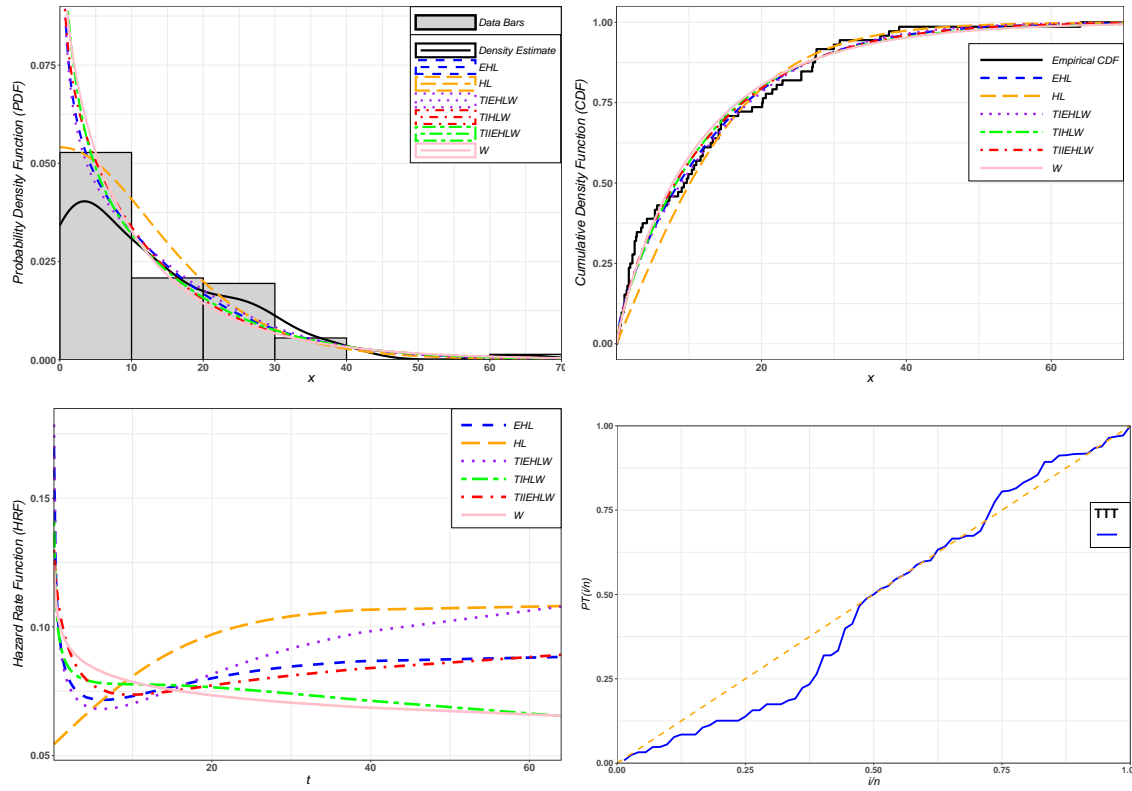 Probability Density Function (PDF)
0.075
0.050
0.025
0.000
0
10
20
30
40
50
60
70
x
Data Bars
Density Estimate
EHL
HL
TIEHLW
TIHLW
TIIEHLW
W
Cumulative Density Function (CDF)
1.00
0.75
0.50
0.25
0.00
20
40
60
x
Empirical CDF
EHL
HL
TIEHLW
TIHLW
TIIEHLW
W
Hazard Rate Function (HRF)
0.15
0.10
0.05
20
40
60
t
EHL
HL
TIEHLW
TIHLW
TIIEHLW
W
PT(i/n)
1.00
0.75
0.50
0.25
0.00
0.00
0.25
0.50
0.75
1.0
i/n
TTT